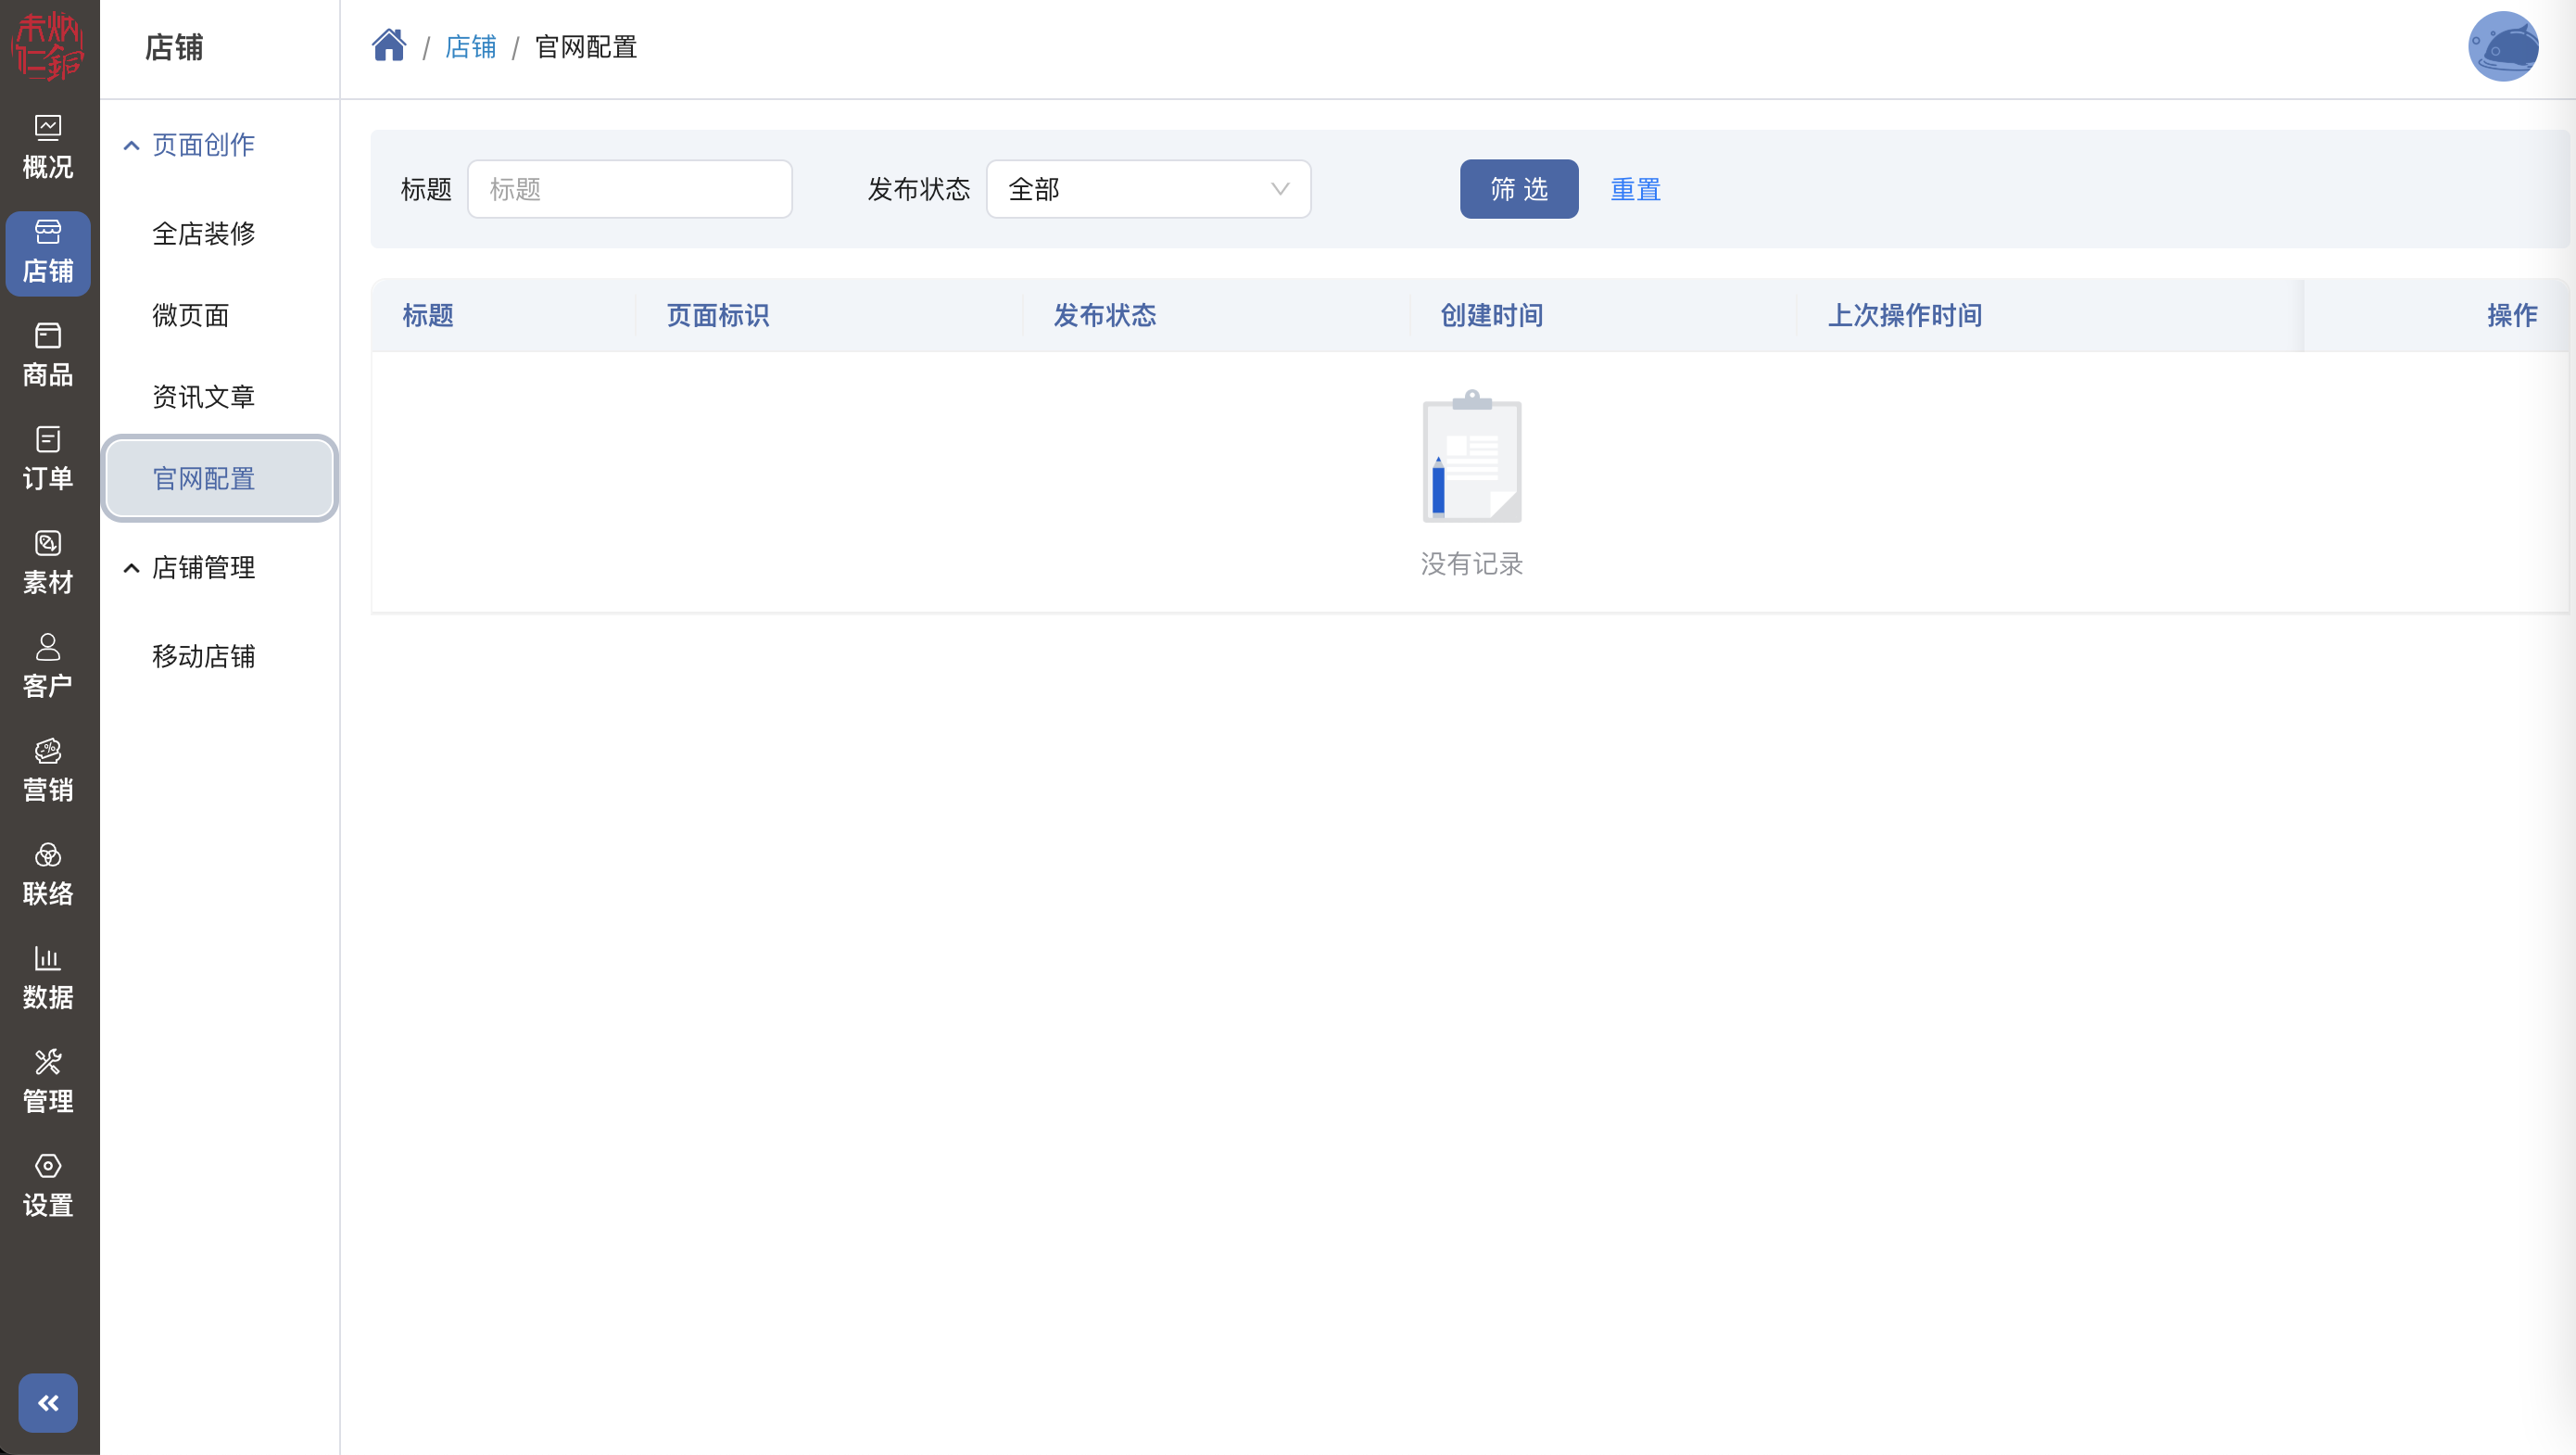 店铺
/ 店铺 / 官网配置
概况
店铺
商品
订单
素材
客户
营销
联络
数据
管理
设置
页面创作
全店装修
微页面
资讯文章
官网配置
店铺管理
移动店铺
标题 标题 发布状态 全部 筛选 重置
标题 页面标识 发布状态 创建时间 上次操作时间 操作
没有记录